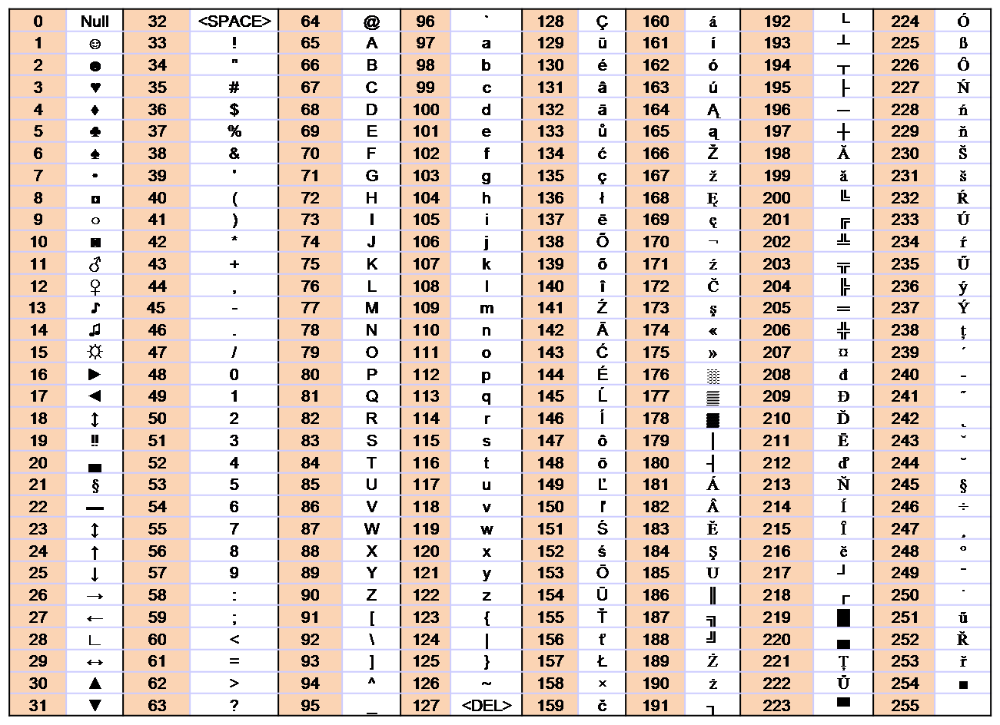 0 Null 32 <SPACE> 64 @ 96 ` 128 Ç 160 á 192 └ 224 Ó
1 ☺ 33 ! 65 A 97 a 129 ū 161 í 193 ┴ 225 ß
2 ☻ 34 " 66 B 98 b 130 é 162 ó 194 ┬ 226 Ô
3 ♥ 35 # 67 C 99 c 131 â 163 ú 195 ├ 227 Ń
4 ♦ 36 $ 68 D 100 d 132 ā 164 Ą 196 ─ 228 ń
5 ♣ 37 % 69 E 101 e 133 ů 165 ą 197 ┼ 229 ň
6 ♠ 38 & 70 F 102 f 134 ć 166 Ž 198 Ă 230 Š
7 • 39 ' 71 G 103 g 135 ç 167 ž 199 ă 231 š
8 ◘ 40 ( 72 H 104 h 136 ł 168 Ę 200 ╚ 232 Ŕ
9 ○ 41 ) 73 I 105 i 137 ē 169 ę 201 ╔ 233 Ú
10 ◙ 42 * 74 J 106 j 138 Ő 170 ¬ 202 ╩ 234 ŕ
11 ♂ 43 + 75 K 107 k 139 ő 171 ź 203 ╦ 235 Ű
12 ♀ 44 , 76 L 108 l 140 î 172 Č 204 ╠ 236 ý
13 ♪ 45 - 77 M 109 m 141 Ź 173 ş 205 ═ 237 Ý
14 ♫ 46 . 78 N 110 n 142 Ā 174 « 206 ╬ 238 ţ
15 ☼ 47 / 79 O 111 o 143 Ć 175 » 207 ¤ 239 ´
16 ► 48 0 80 P 112 p 144 É 176 ░ 208 đ 240 -
17 ◄ 49 1 81 Q 113 q 145 Ĺ 177 ▒ 209 Đ 241 ˝
18 ↕ 50 2 82 R 114 r 146 Í 178 ▓ 210 Ď 242 ˛
19 ‼ 51 3 83 S 115 s 147 ô 179 │ 211 Ē 243 ˇ
20 ▄ 52 4 84 T 116 t 148 ō 180 ┤ 212 ď 244 ˘
21 § 53 5 85 U 117 u 149 Ľ 181 Á 213 Ň 245 §
22 ▬ 54 6 86 V 118 v 150 ľ 182 Â 214 Í 246 ÷
23 ↕ 55 7 87 W 119 w 151 Ś 183 Ě 215 Î 247 ¸
24 ↑ 56 8 88 X 120 x 152 ś 184 Ş 216 ě 248 °
25 ↓ 57 9 89 Y 121 y 153 Ō 185 U 217 ┘ 249 ¨
26 → 58 : 90 Z 122 z 154 Ū 186 ║ 218 ┌ 250 ˙
27 ← 59 ; 91 [ 123 { 155 Ť 187 ╗ 219 █ 251 ű
28 ∟ 60 < 92 \ 124 | 156 ť 188 ╝ 220 ▄ 252 Ř
29 ↔ 61 = 93 ] 125 } 157 Ł 189 Ż 221 Ţ 253 ř
30 ▲ 62 > 94 ^ 126 ~ 158 × 190 ż 222 Ů 254 ■
31 ▼ 63 ? 95 _ 127 <DEL> 159 č 191 ┐ 223 ▀ 255